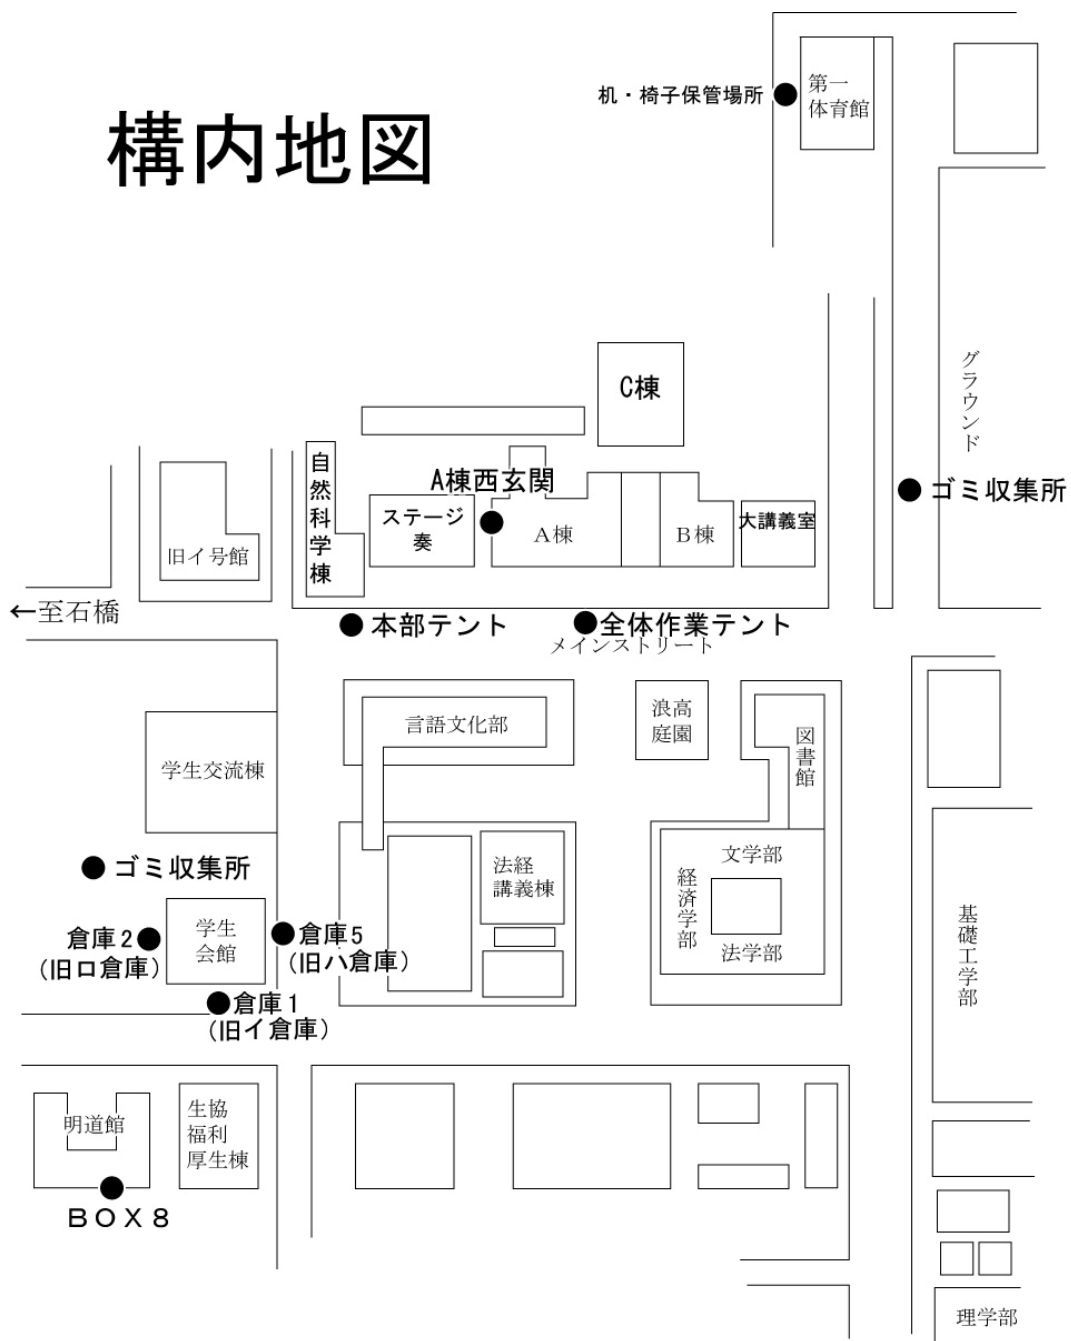 構内地図
机・椅子保管場所
第一
体育館
グラウンド
C棟
自然科学棟
A棟西玄関
ステージ
奏
A棟
B棟
大講義室
ゴミ収集所
旧イ号館
←至石橋
本部テント
全体作業テント
メインストリート
言語文化部
浪高
庭園
図書館
学生交流棟
ゴミ収集所
法経
講義棟
文学部
経済学部
法学部
学生
会館
倉庫2
(旧ロ倉庫)
倉庫5
(旧ハ倉庫)
倉庫1
(旧イ倉庫)
基礎工学部
明道館
生協
福利
厚生棟
BOX8
理学部